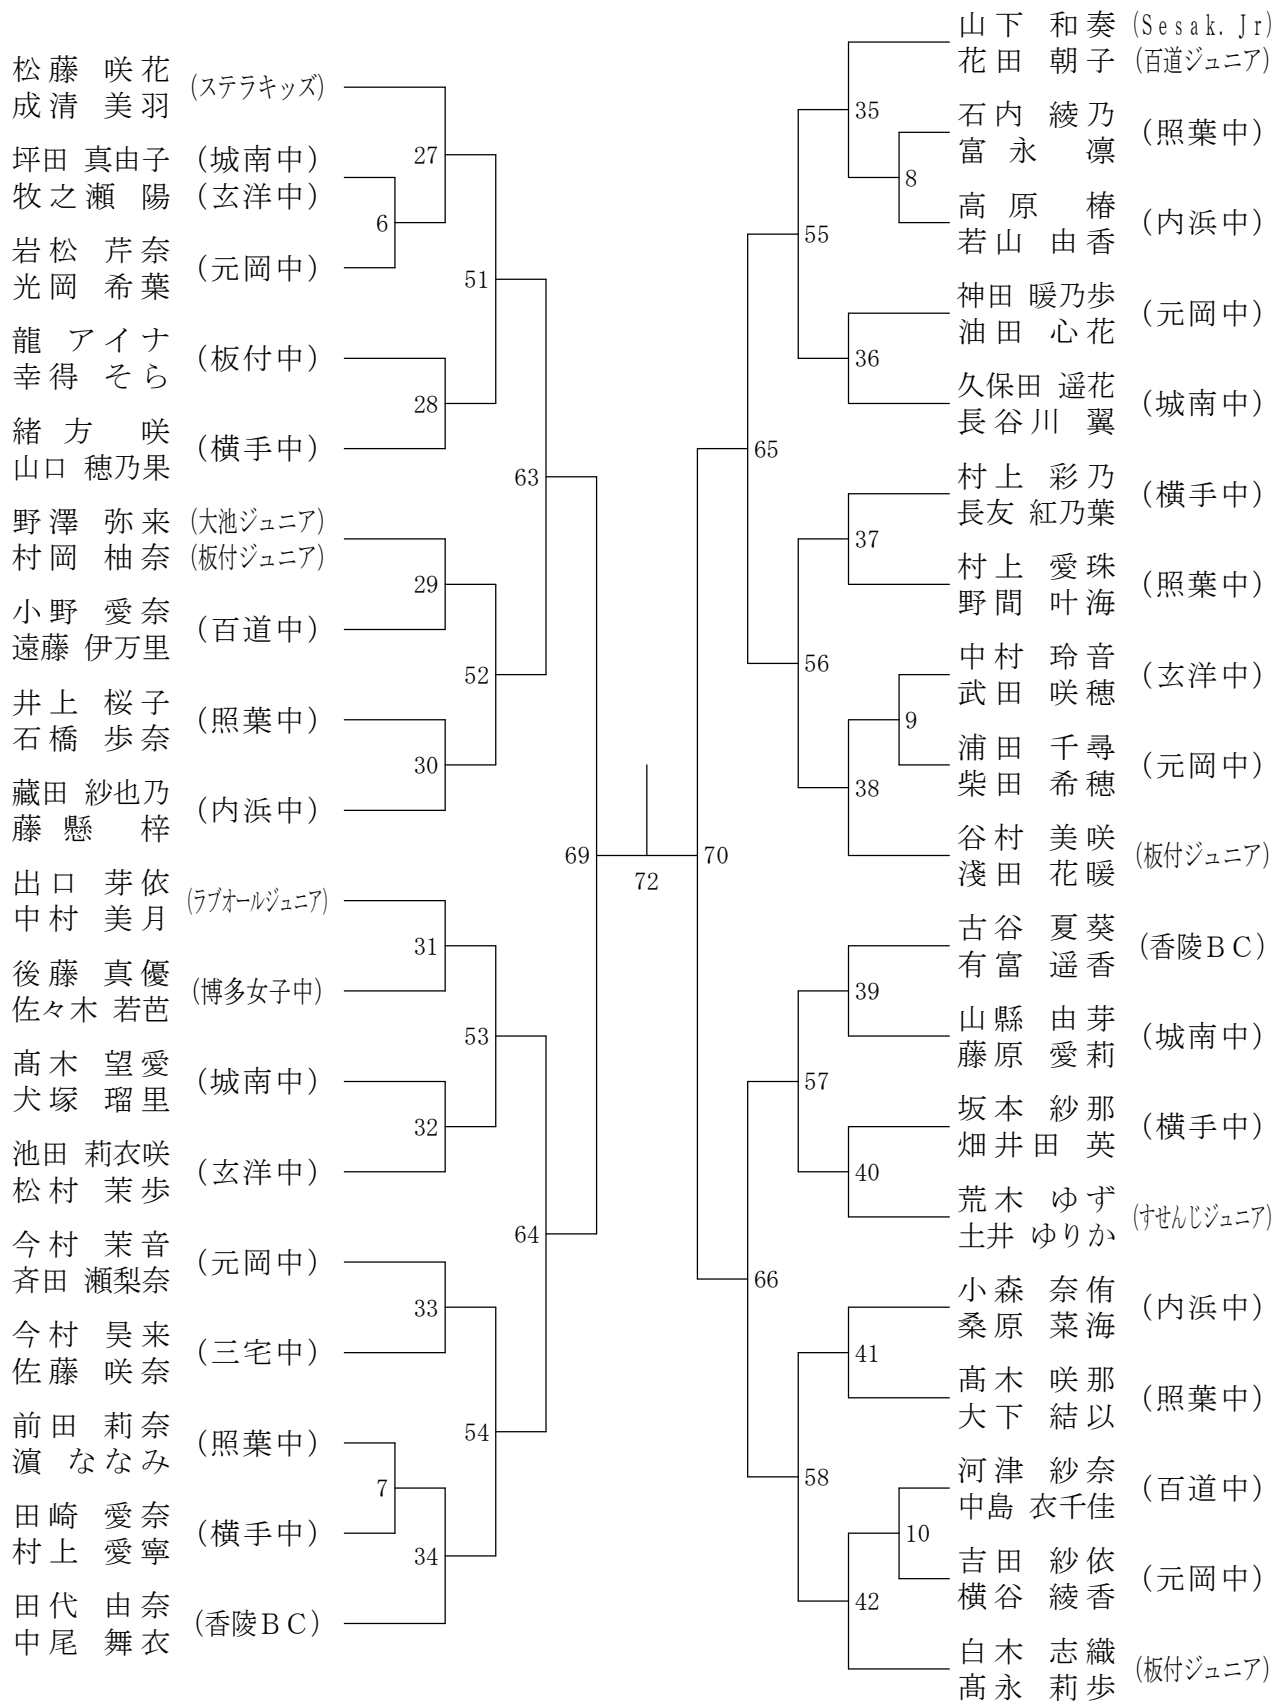 松藤 咲花 (ステラキッズ)
成清 美羽
27
坪田 真由子 (城南中)
牧之瀬 陽 (玄洋中)
6
岩松 芹奈 (元岡中)
光岡 希葉
51
龍 アイナ (板付中)
幸得 そら
28
緒方 咲 (横手中)
山口 穂乃果
63
野澤 弥来 (大池ジュニア)
村岡 柚奈 (板付ジュニア)
29
小野 愛奈 (百道中)
遠藤 伊万里
52
井上 桜子 (照葉中)
石橋 歩奈
30
藏田 紗也乃 (内浜中)
藤懸 梓
69
72
70
出口 芽依 (ラブオールジュニア)
中村 美月
31
後藤 真優 (博多女子中)
佐々木 若芭
53
髙木 望愛 (城南中)
犬塚 瑠里
32
池田 莉衣咲 (玄洋中)
松村 茉歩
64
今村 茉音 (元岡中)
斉田 瀬梨奈
33
今村 昊来 (三宅中)
佐藤 咲奈
54
前田 莉奈 (照葉中)
濵 ななみ
7
田崎 愛奈 (横手中)
村上 愛寧
34
田代 由奈 (香陵BC)
中尾 舞衣
山下 和奏 (Sesak.Jr)
花田 朝子 (百道ジュニア)
35
石内 綾乃 (照葉中)
富永 凛
8
高原 椿 (内浜中)
若山 由香
55
神田 暖乃歩 (元岡中)
油田 心花
36
久保田 遥花 (城南中)
長谷川 翼
65
村上 彩乃 (横手中)
長友 紅乃葉
37
村上 愛珠 (照葉中)
野間 叶海
56
中村 玲音 (玄洋中)
武田 咲穂
9
浦田 千尋 (元岡中)
柴田 希穂
38
谷村 美咲 (板付ジュニア)
淺田 花暖
古谷 夏葵 (香陵BC)
有富 遥香
39
山縣 由芽 (城南中)
藤原 愛莉
57
坂本 紗那 (横手中)
畑井田 英
40
荒木 ゆず (すせんじジュニア)
土井 ゆりか
66
小森 奈侑 (内浜中)
桑原 菜海
41
髙木 咲那 (照葉中)
大下 結以
58
河津 紗奈 (百道中)
中島 衣千佳
10
吉田 紗依 (元岡中)
横谷 綾香
42
白木 志織 (板付ジュニア)
髙永 莉歩